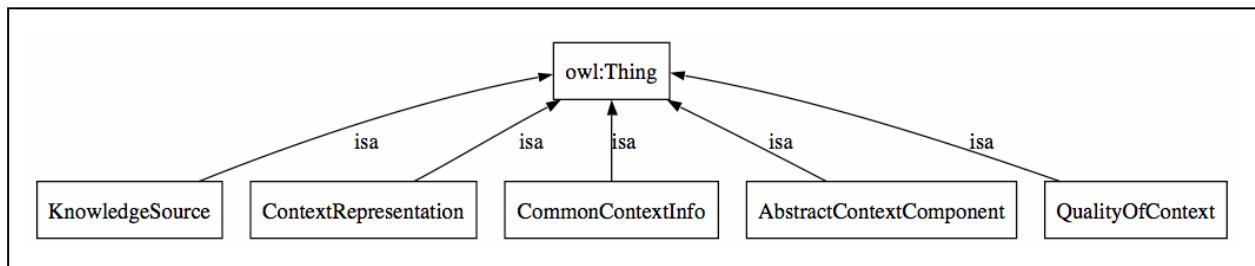 owl:Thing
isa isa isa isa isa
KnowledgeSource ContextRepresentation CommonContextInfo AbstractContextComponent QualityOfContext